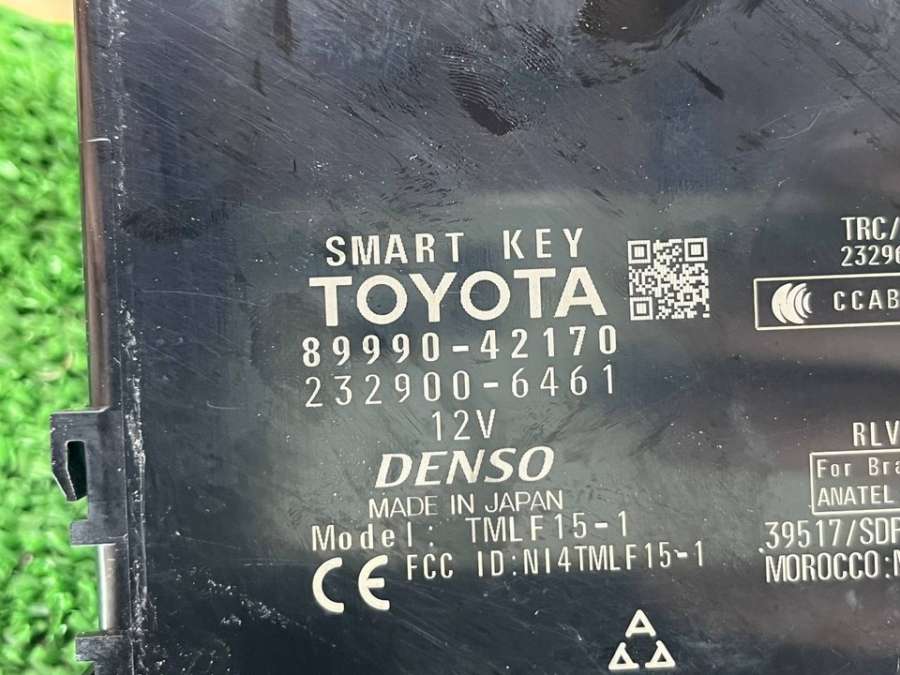 SMART KEY
TOYOTA
89990-42170
232900-6461
12V
DENSO
MADE IN JAPAN
Model: TMLF15-1
FCC ID:NI4TMLF15-1
CE
A
TRC/
2329
CCAB
RLV
For Bra
ANATEL
39517/SDP
MOROCCO: